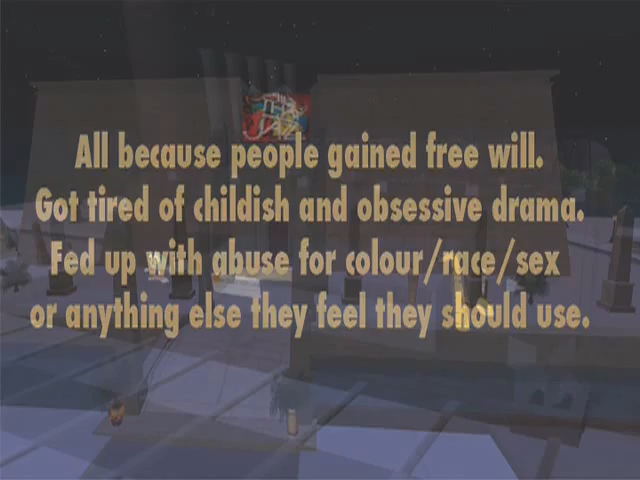 All because people gained free will.
Got tired of childish and obsessive drama.
Fed up with abuse for colour/race/sex
or anything else they feel they should use.